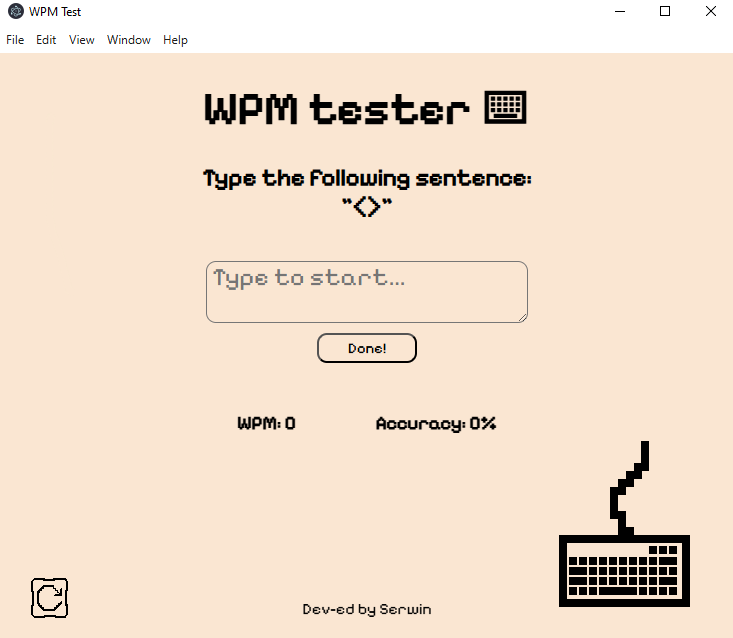 WPM Test
File Edit View Window Help
WPM tester
Type the following sentence:
"<>"
Type to start...
Done!
WPM: 0 Accuracy: 0%
Dev-ed by Serwin